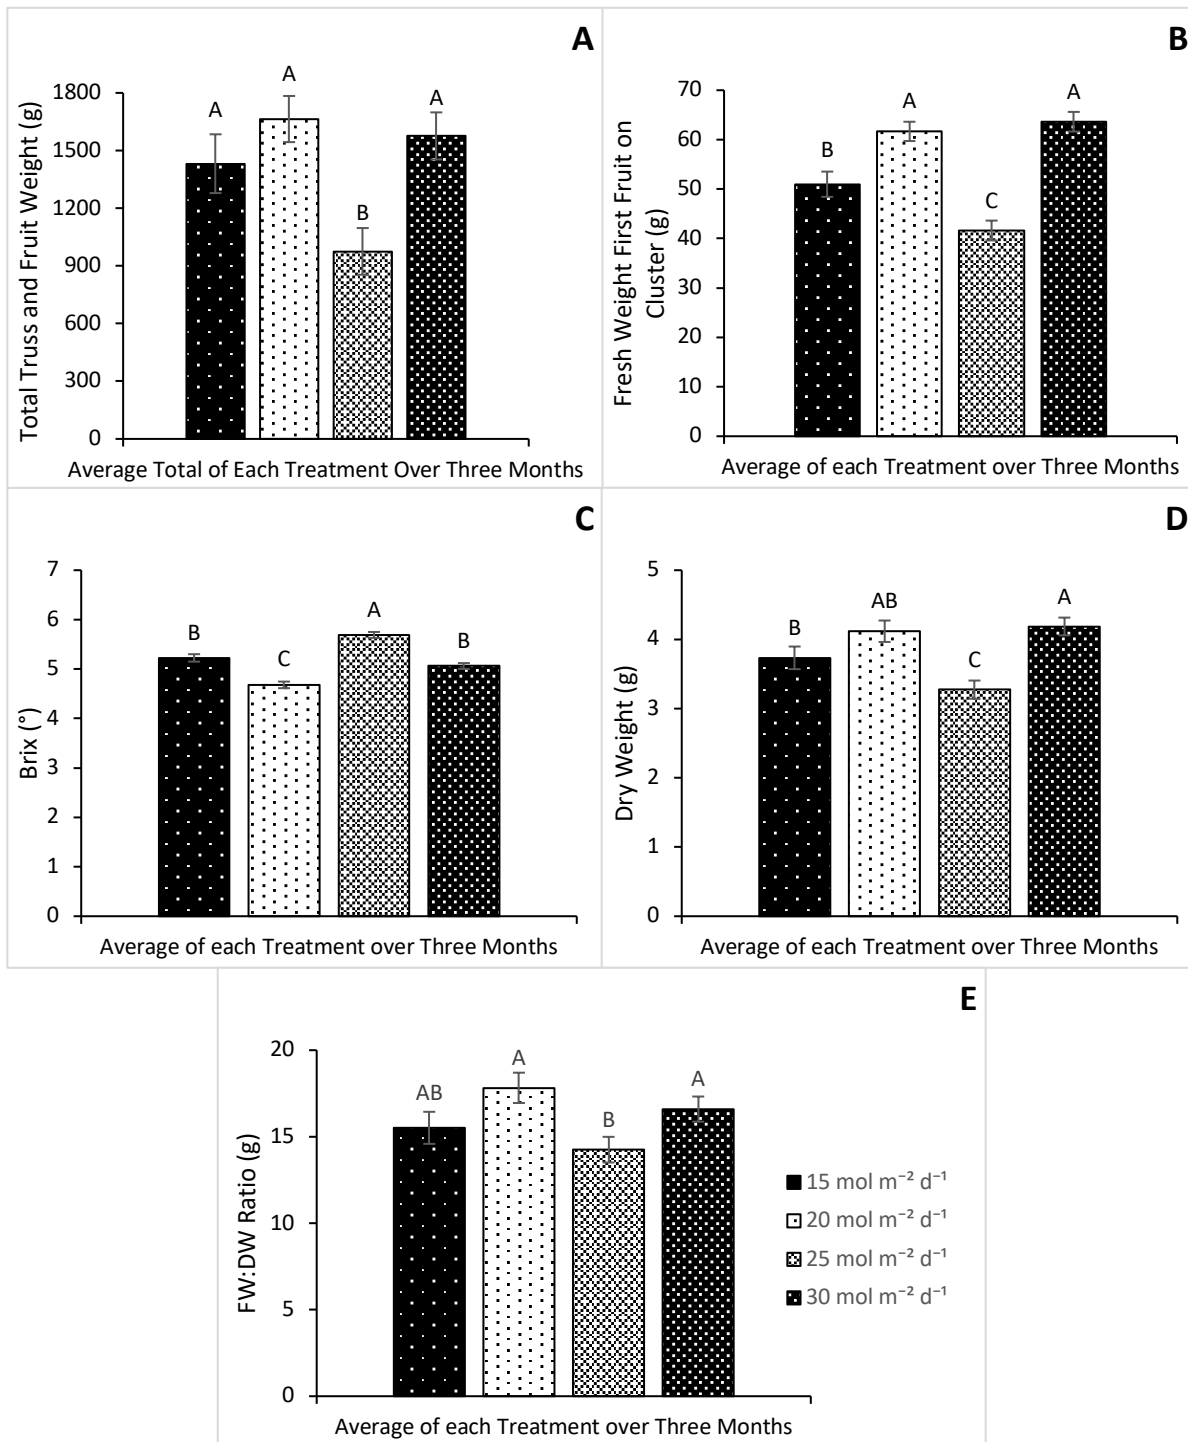 A
Total Truss and Fruit Weight (g)
1800
1500
1200
900
600
300
0
A
A
B
A
Average Total of Each Treatment Over Three Months
B
Fresh Weight First Fruit on
Cluster (g)
70
60
50
40
30
20
10
0
B
A
C
A
Average of each Treatment over Three Months
C
Brix (°)
7
6
5
4
3
2
1
0
B
C
A
B
Average of each Treatment over Three Months
D
Dry Weight (g)
5
4
3
2
1
0
B
AB
C
A
Average of each Treatment over Three Months
E
FW:DW Ratio (g)
20
15
10
5
0
AB
A
B
A
Average of each Treatment over Three Months
15 mol m⁻² d⁻¹
20 mol m⁻² d⁻¹
25 mol m⁻² d⁻¹
30 mol m⁻² d⁻¹